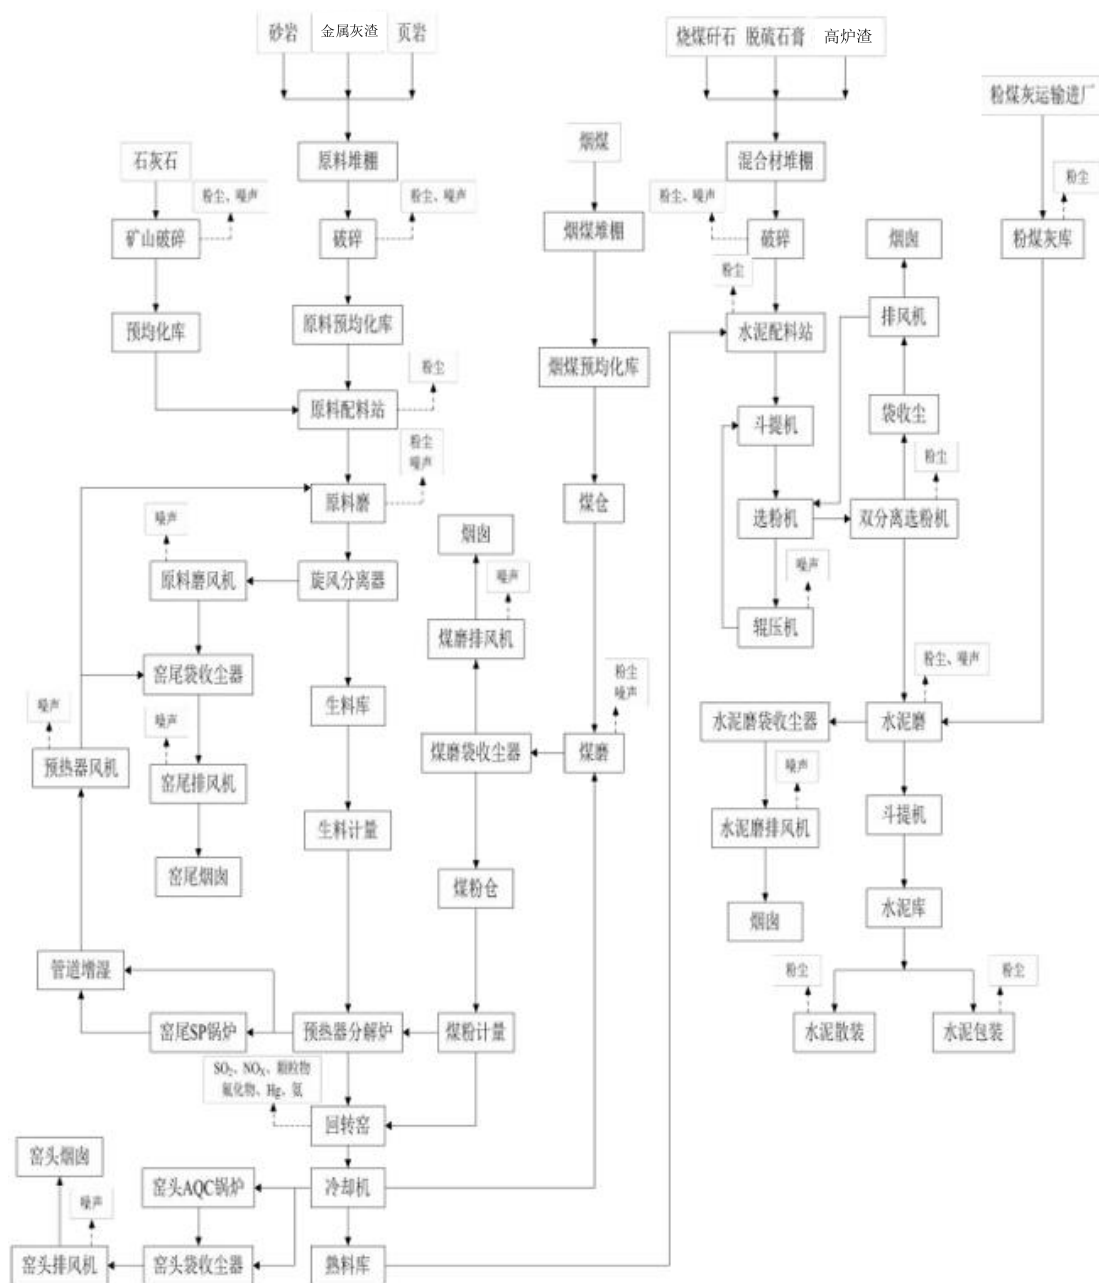 砂岩
金属灰渣
页岩
烧煤矸石
脱硫石膏
高炉渣
粉煤灰运输进厂
烟煤
石灰石
原料堆棚
混合材堆棚
粉尘
粉尘、噪声
粉尘、噪声
粉尘、噪声
烟煤堆棚
矿山破碎
破碎
破碎
烟囱
粉煤灰库
粉尘
预均化库
原料预均化库
水泥配料站
排风机
烟煤预均化库
粉尘
原料配料站
斗提机
袋收尘
粉尘
噪声
粉尘
原料磨
煤仓
选粉机
双分离选粉机
噪声
烟囱
原料磨风机
旋风分离器
噪声
噪声
煤磨排风机
辊压机
窑尾袋收尘器
粉尘
噪声
粉尘、噪声
生料库
噪声
噪声
水泥磨袋收尘器
水泥磨
煤磨袋收尘器
煤磨
预热器风机
窑尾排风机
噪声
生料计量
水泥磨排风机
斗提机
窑尾烟囱
煤粉仓
烟囱
水泥库
管道增湿
粉尘
粉尘
窑尾SP锅炉
预热器分解炉
煤粉计量
水泥散装
水泥包装
SO₂、NOX、颗粒物
氟化物、Hg、氨
回转窑
窑头烟囱
窑头AQC锅炉
冷却机
噪声
窑头排风机
窑头袋收尘器
熟料库